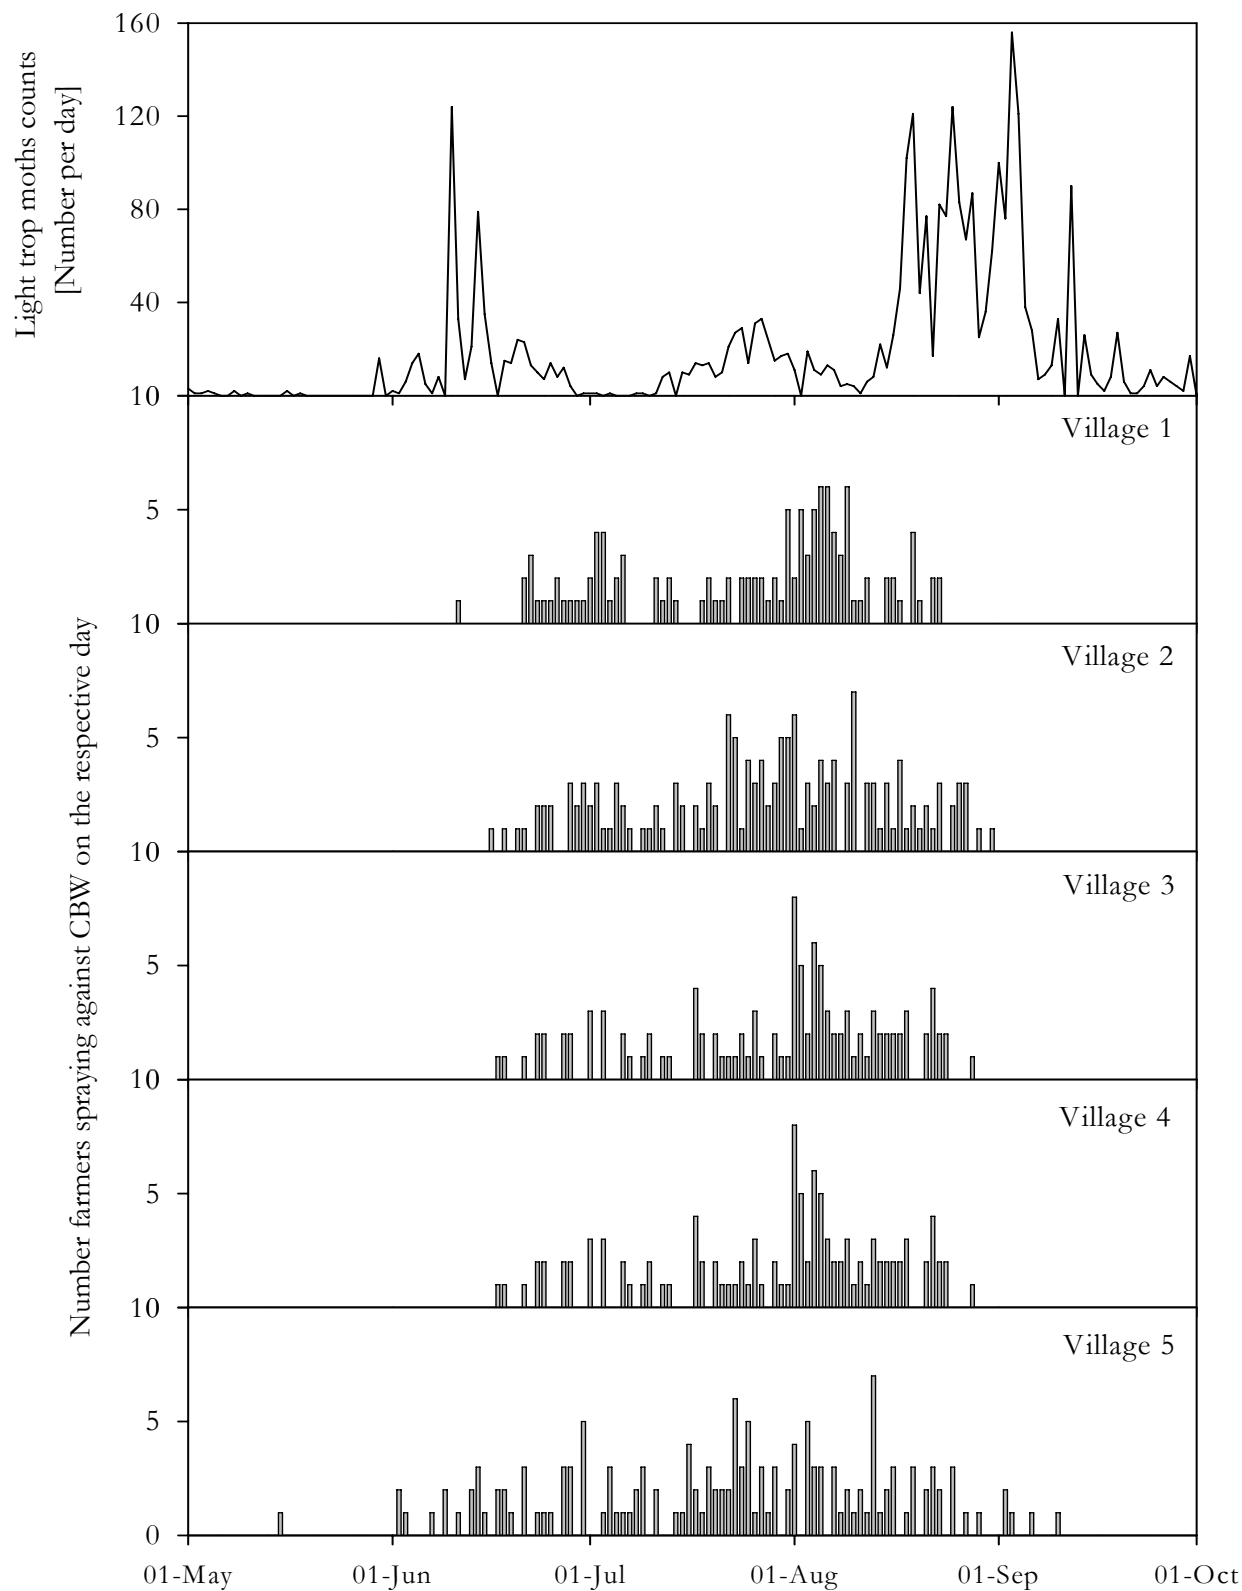 160
120
80
40
10
Light trop moths counts
[Number per day]
Village 1
5
10
Village 2
5
10
Village 3
5
10
Village 4
5
10
Village 5
5
0
Number farmers spraying against CBW on the respective day
01-May 01-Jun 01-Jul 01-Aug 01-Sep 01-Oct